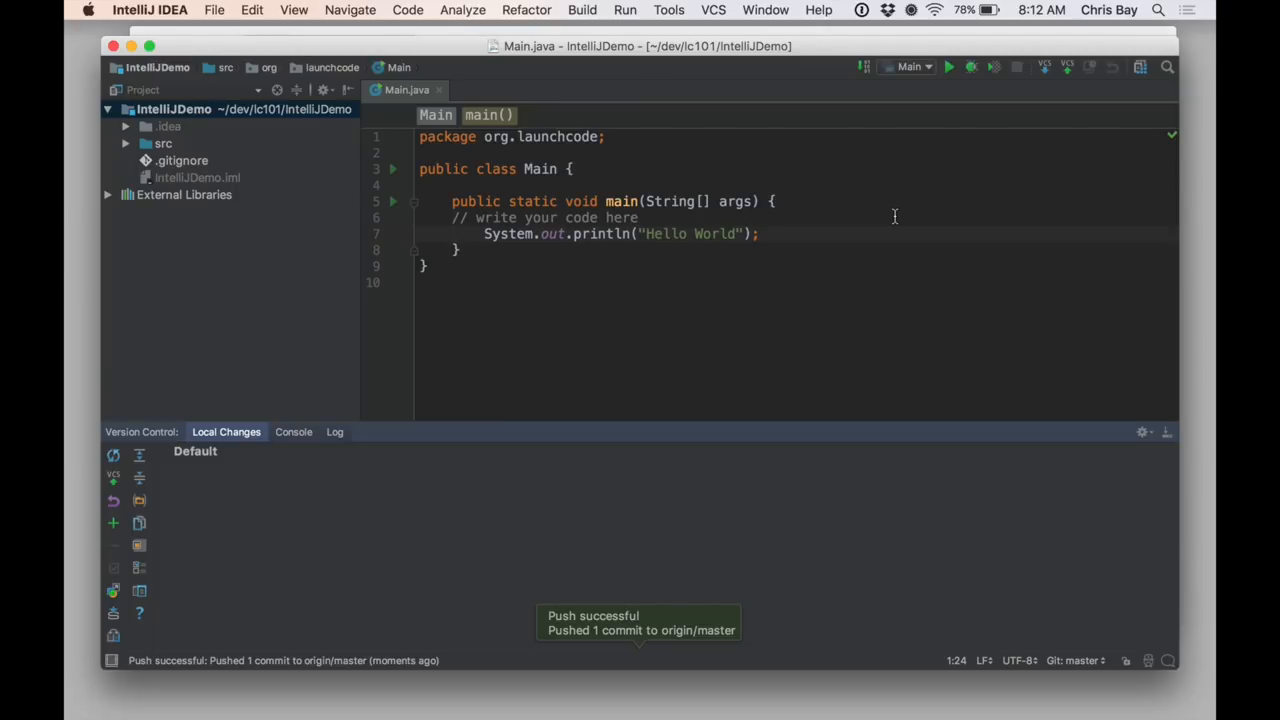 IntelliJ IDEA File Edit View Navigate Code Analyze Refactor Build Run Tools VCS Window Help 78% 8:12 AM Chris Bay
Main.java - IntelliJ IDEA - [~/dev/lc101/IntelliJDemo]
IntelliJDemo src org launchcode Main Main VCS VCS
Project Main.java
IntelliJDemo ~/dev/lc101/IntelliJDemo
.idea
src
.gitignore
IntelliJDemo.iml
External Libraries
Main main()
1 package org.launchcode;
2
3 public class Main {
4
5 public static void main(String[] args) {
6 // write your code here
7 System.out.println("Hello World");
8 }
9 }
10
Version Control: Local Changes Console Log
Default
VCS
Push successful
Pushed 1 commit to origin/master
Push successful: Pushed 1 commit to origin/master (moments ago) 1:24 LF UTF-8 Git: master